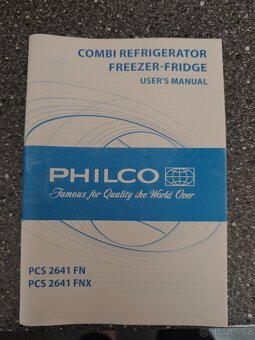 COMBI REFRIGERATOR
FREEZER-FRIDGE
USER'S MANUAL
PHILCO
Famous for Quality the World Over
PCS 2641 FN
PCS 2641 FNX